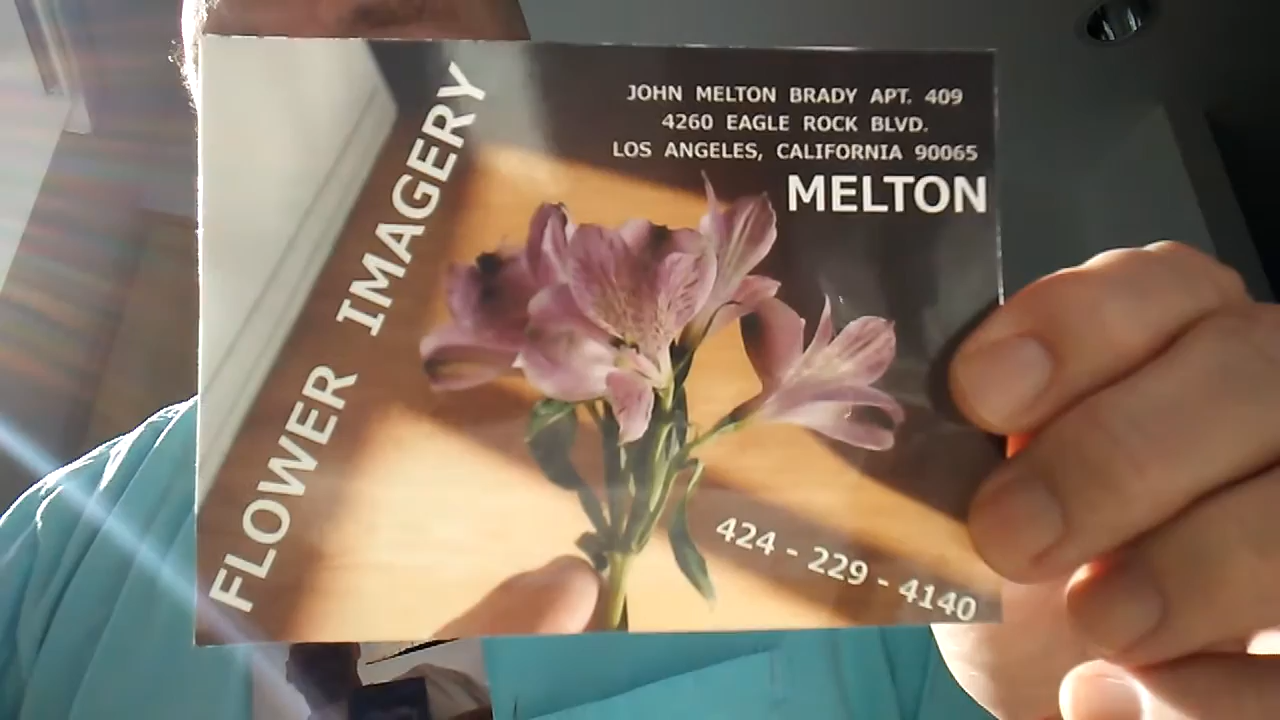 JOHN MELTON BRADY APT. 409
4260 EAGLE ROCK BLVD.
LOS ANGELES, CALIFORNIA 90065
MELTON
FLOWER IMAGERY
424 - 229 - 4140